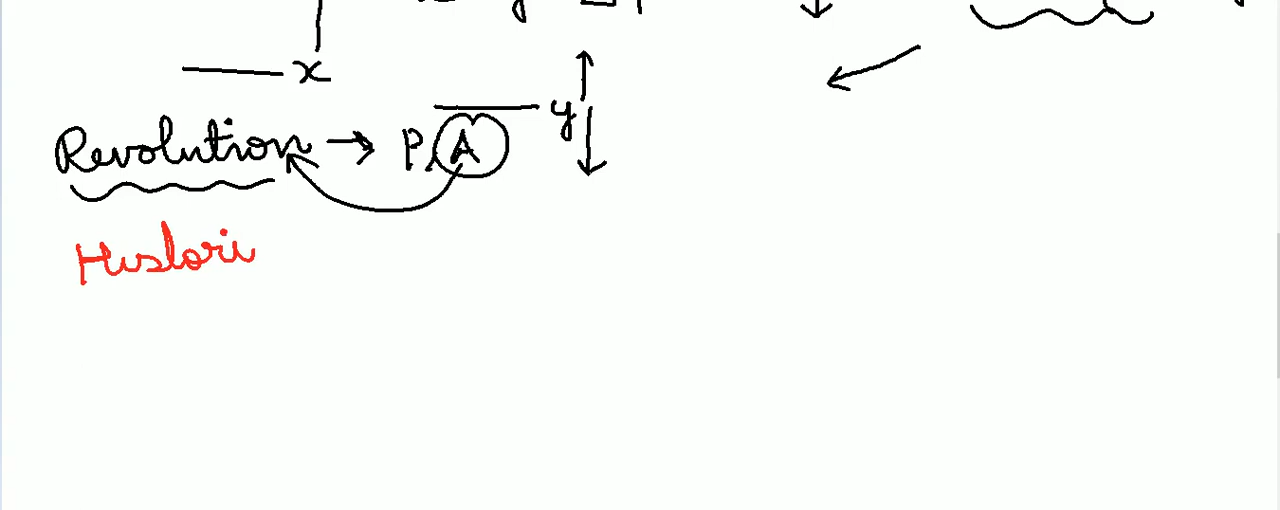 x
y
Revolution → P, A
Histori